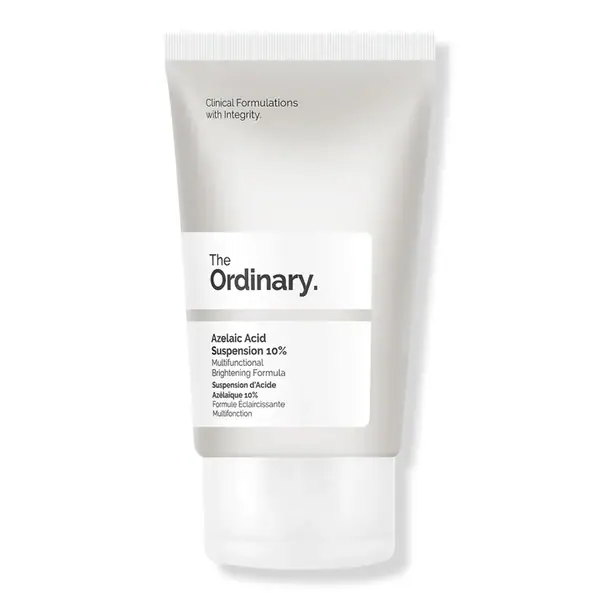 Clinical Formulations
with Integrity.
The
Ordinary.
Azelaic Acid
Suspension 10%
Multifunctional
Brightening Formula
Suspension d'Acide
Azélaïque 10%
Formule Éclaircissante
Multifonction